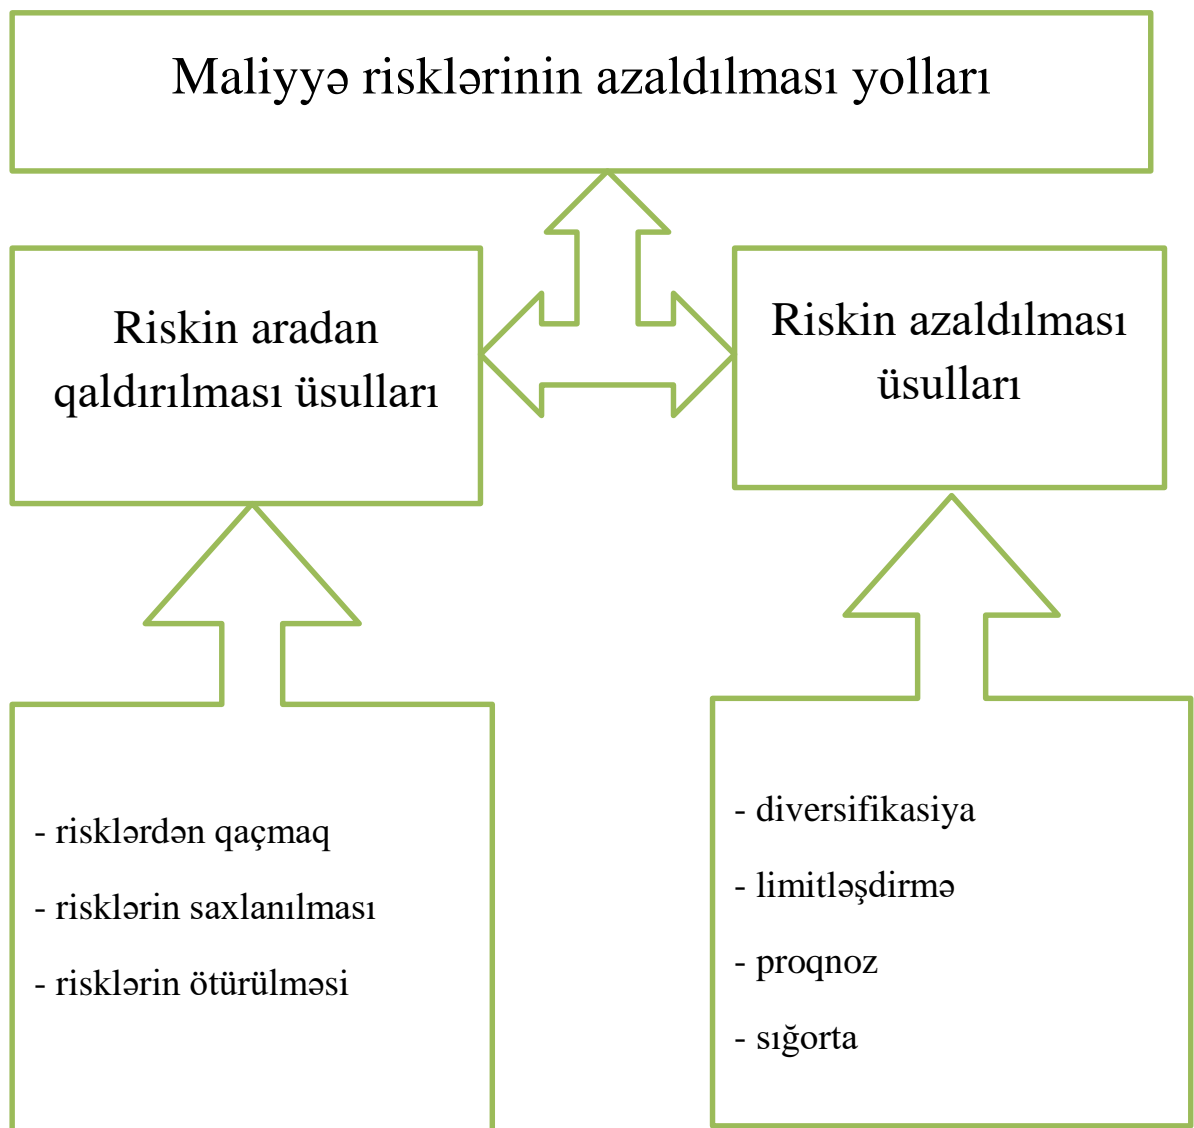 Maliyyə risklərinin azaldılması yolları
Riskin aradan
qaldırılması üsulları
Riskin azaldılması
üsulları
- risklərdən qaçmaq
- risklərin saxlanılması
- risklərin ötürülməsi
- diversifikasiya
- limitləşdirmə
- proqnoz
- sığorta